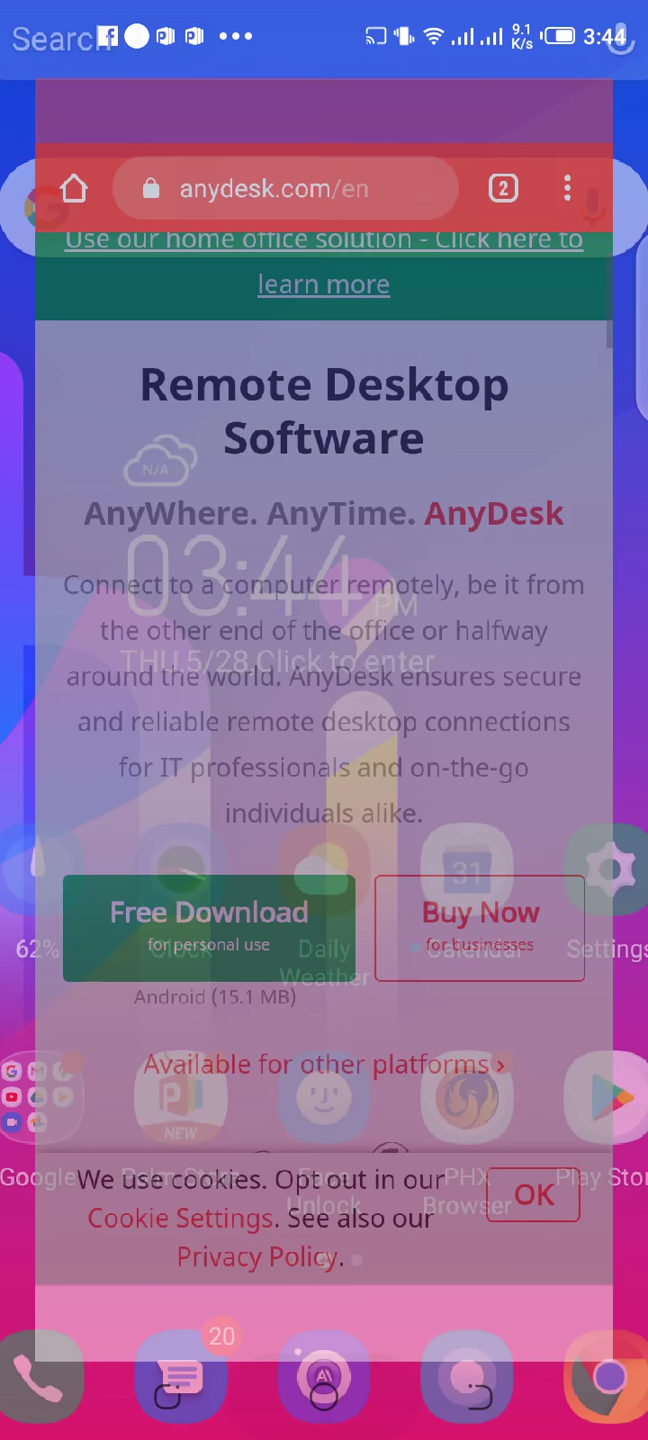 Search
9.1
K/s
3:44
anydesk.com/en
2
Use our home office solution - Click here to
learn more
Remote Desktop
Software
N/A
AnyWhere. AnyTime. AnyDesk
03:44
PM
Connect to a computer remotely, be it from
the other end of the office or halfway
THU.5/28.Click to enter
around the world. AnyDesk ensures secure
and reliable remote desktop connections
for IT professionals and on-the-go
individuals alike.
31
Free Download
for personal use
Buy Now
for businesses
62%
Clock
Daily
Weather
Calendar
Settings
Android (15.1 MB)
Available for other platforms ›
NEW
We use cookies. Opt out in our
Cookie Settings. See also our
Privacy Policy.
OK
Google
Palm Store
Face
Unlock
PHX
Browser
Play Stor
20